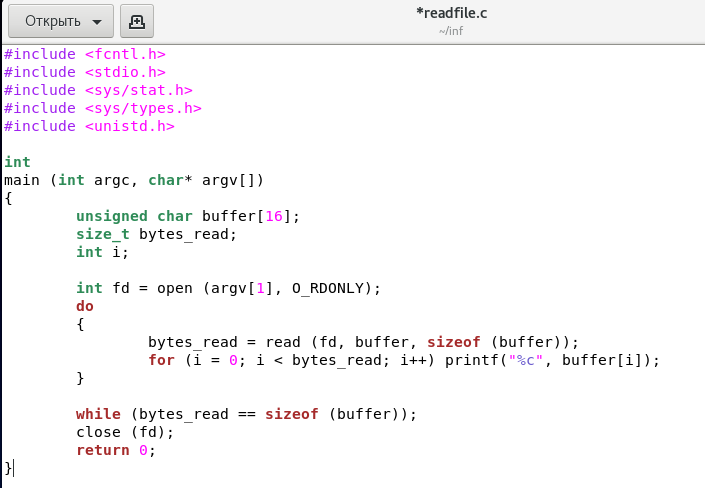 Открыть
*readfile.c
~/inf
#include <fcntl.h>
#include <stdio.h>
#include <sys/stat.h>
#include <sys/types.h>
#include <unistd.h>

int
main (int argc, char* argv[])
{
        unsigned char buffer[16];
        size_t bytes_read;
        int i;

        int fd = open (argv[1], O_RDONLY);
        do
        {
                bytes_read = read (fd, buffer, sizeof (buffer));
                for (i = 0; i < bytes_read; i++) printf("%c", buffer[i]);
        }

        while (bytes_read == sizeof (buffer));
        close (fd);
        return 0;
}